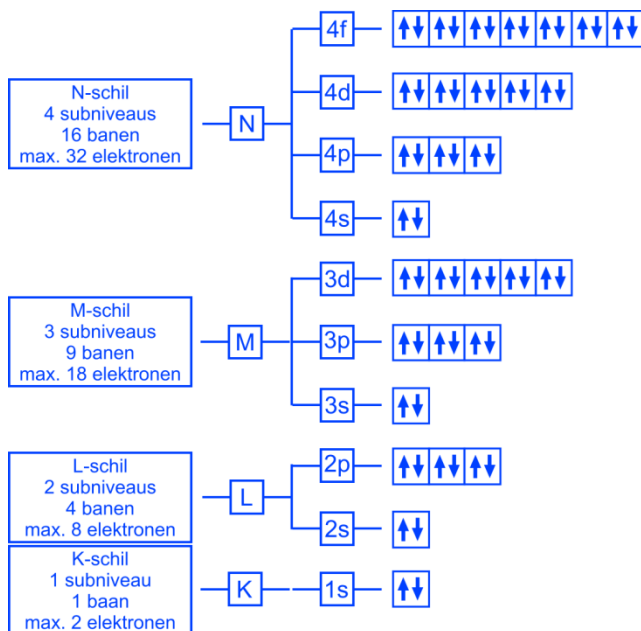 4f
N-schil
4 subniveaus
16 banen
max. 32 elektronen
N
4d
4p
4s
3d
M-schil
3 subniveaus
9 banen
max. 18 elektronen
M
3p
3s
2p
L-schil
2 subniveaus
4 banen
max. 8 elektronen
L
2s
K-schil
1 subniveau
1 baan
max. 2 elektronen
K
1s